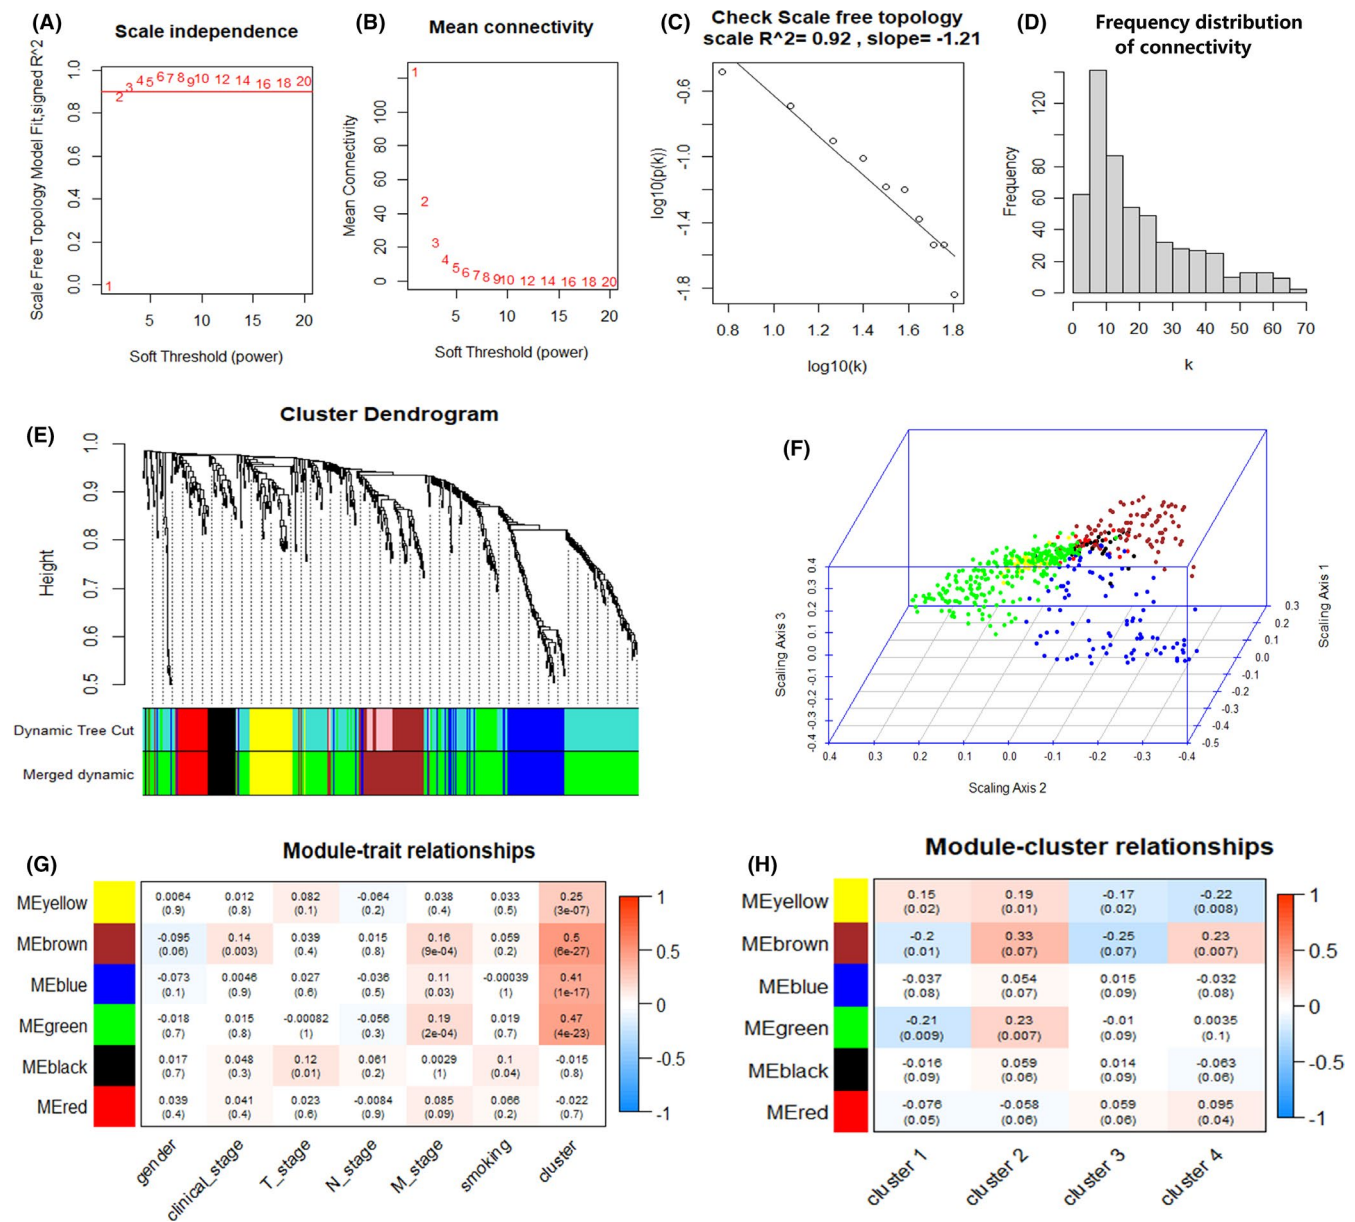 (A)
Scale independence
Scale Free Topology Model Fit,signed R^2
1.0
0.8
0.6
0.4
0.2
0.0
1 2 3 4 5 6 7 8 9 10 12 14 16 18 20
5 10 15 20
Soft Threshold (power)
(B)
Mean connectivity
Mean Connectivity
100
80
60
40
20
0
1 2 3 4 5 6 7 8 9 10 12 14 16 18 20
5 10 15 20
Soft Threshold (power)
(C)
Check Scale free topology
scale R^2= 0.92 , slope= -1.21
log10(p(k))
-0.6
-1.0
-1.4
-1.8
0.8 1.0 1.2 1.4 1.6 1.8
log10(k)
(D)
Frequency distribution
of connectivity
Frequency
120
80
60
40
20
0
0 10 20 30 40 50 60 70
k
(E)
Cluster Dendrogram
Height
1.0
0.9
0.8
0.7
0.6
0.5
Dynamic Tree Cut
Merged dynamic
(F)
Scaling Axis 3
0.4
0.3
0.2
0.1
0.0
-0.1
-0.2
-0.3
-0.4
0.4 0.3 0.2 0.1 0.0 -0.1 -0.2 -0.3 -0.4
Scaling Axis 2
0.3
0.2
0.1
0.0
-0.1
-0.3
-0.4
-0.5
Scaling Axis 1
(G)
Module-trait relationships
MEyellow 0.0064 0.012 0.082 -0.064 0.038 0.033 0.25
(0.9) (0.8) (0.1) (0.2) (0.4) (0.5) (3e-07)
MEbrown -0.095 0.14 0.039 0.015 0.16 0.059 0.5
(0.06) (0.003) (0.4) (0.8) (9e-04) (0.2) (6e-27)
MEblue -0.073 0.0046 0.027 -0.036 0.11 -0.00039 0.41
(0.1) (0.9) (0.6) (0.5) (0.03) (1) (1e-17)
MEgreen -0.018 0.015 -0.00082 -0.056 0.19 0.019 0.47
(0.7) (0.8) (1) (0.3) (2e-04) (0.7) (4e-23)
MEblack 0.017 0.048 0.12 0.061 0.0029 0.1 -0.015
(0.7) (0.3) (0.01) (0.2) (1) (0.04) (0.8)
MEred 0.039 0.041 0.023 -0.0084 0.085 0.066 -0.022
(0.4) (0.4) (0.6) (0.9) (0.09) (0.2) (0.7)
gender clinical_stage T_stage N_stage M_stage smoking cluster
1
0.5
0
-0.5
-1
(H)
Module-cluster relationships
MEyellow 0.15 0.19 -0.17 -0.22
(0.02) (0.01) (0.02) (0.008)
MEbrown -0.2 0.33 -0.25 0.23
(0.01) (0.07) (0.07) (0.007)
MEblue -0.037 0.054 0.015 -0.032
(0.08) (0.07) (0.09) (0.08)
MEgreen -0.21 0.23 -0.01 0.0035
(0.009) (0.007) (0.09) (0.1)
MEblack -0.016 0.059 0.014 -0.063
(0.09) (0.06) (0.09) (0.06)
MEred -0.076 -0.058 0.059 0.095
(0.05) (0.06) (0.06) (0.04)
cluster 1 cluster 2 cluster 3 cluster 4
1
0.5
0
-0.5
-1